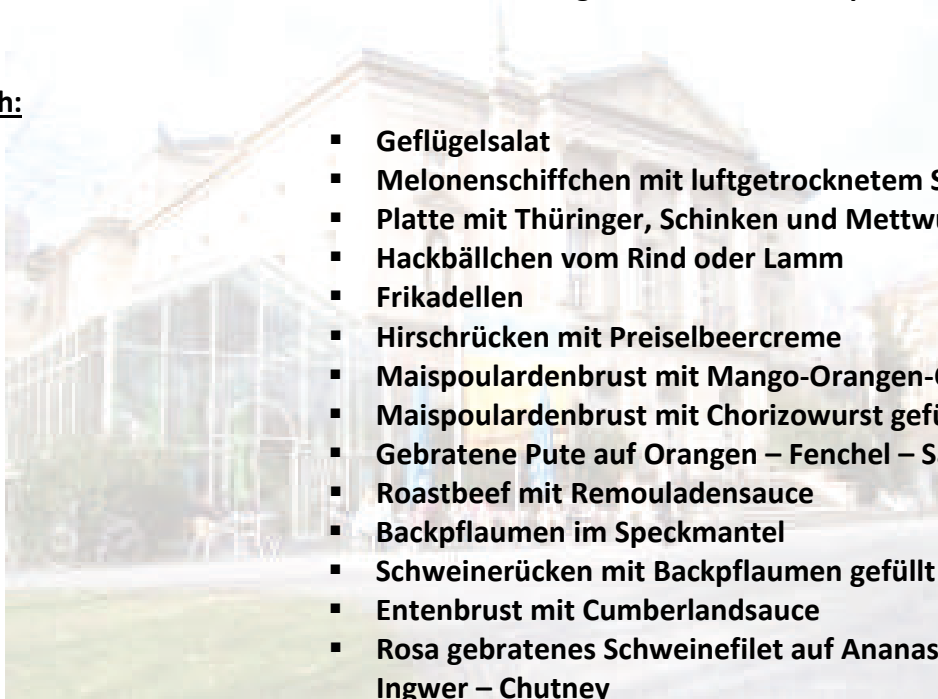 h:
▪ Geflügelsalat
▪ Melonenschiffchen mit luftgetrocknetem S
▪ Platte mit Thüringer, Schinken und Mettwu
▪ Hackbällchen vom Rind oder Lamm
▪ Frikadellen
▪ Hirschrücken mit Preiselbeercreme
▪ Maispoulardenbrust mit Mango-Orangen-
▪ Maispoulardenbrust mit Chorizowurst gefü
▪ Gebratene Pute auf Orangen – Fenchel – S
▪ Roastbeef mit Remouladensauce
▪ Backpflaumen im Speckmantel
▪ Schweinerücken mit Backpflaumen gefüllt
▪ Entenbrust mit Cumberlandsauce
▪ Rosa gebratenes Schweinefilet auf Ananas
Ingwer – Chutney